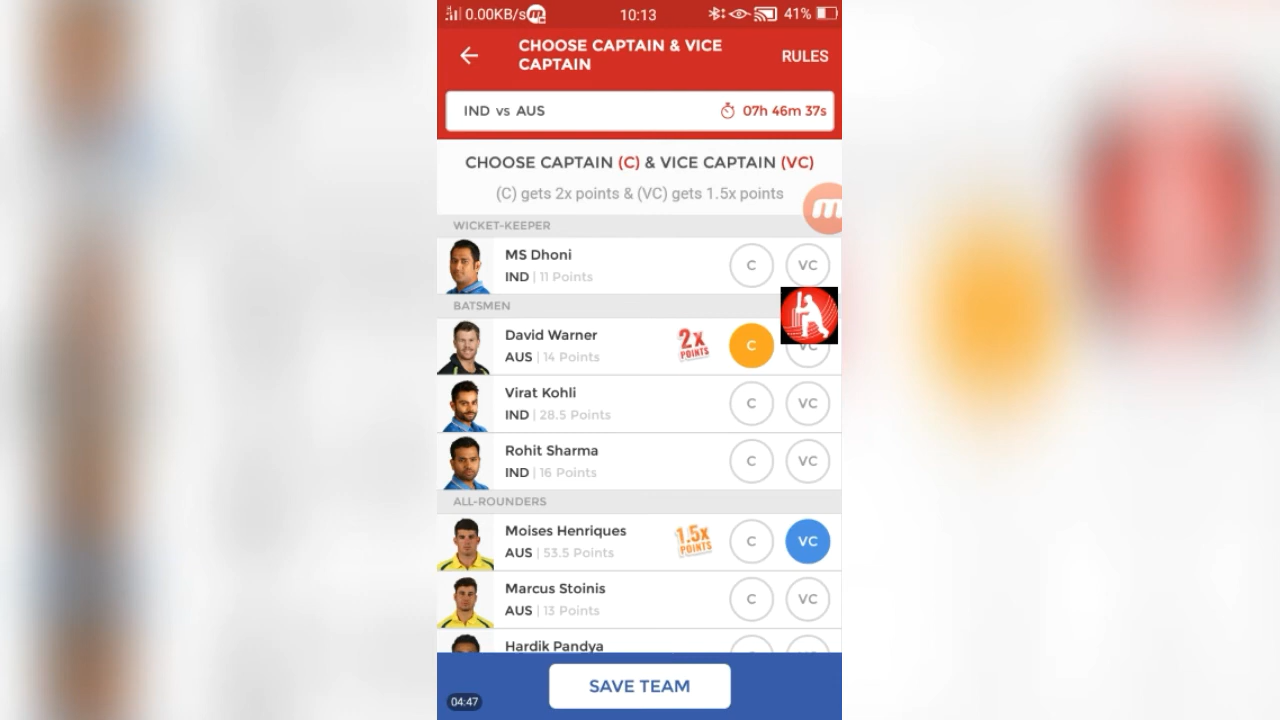 0.00KB/s
10:13
41%
CHOOSE CAPTAIN & VICE
CAPTAIN
RULES
IND vs AUS
07h 46m 37s
CHOOSE CAPTAIN (C) & VICE CAPTAIN (VC)
(C) gets 2x points & (VC) gets 1.5x points
m
WICKET-KEEPER
MS Dhoni
IND | 11 Points
C
VC
BATSMEN
David Warner
AUS | 14 Points
2x
POINTS
C
VC
Virat Kohli
IND | 28.5 Points
C
VC
Rohit Sharma
IND | 16 Points
C
VC
ALL-ROUNDERS
Moises Henriques
AUS | 53.5 Points
1.5x
POINTS
C
VC
Marcus Stoinis
AUS | 13 Points
C
VC
Hardik Pandya
SAVE TEAM
04:47